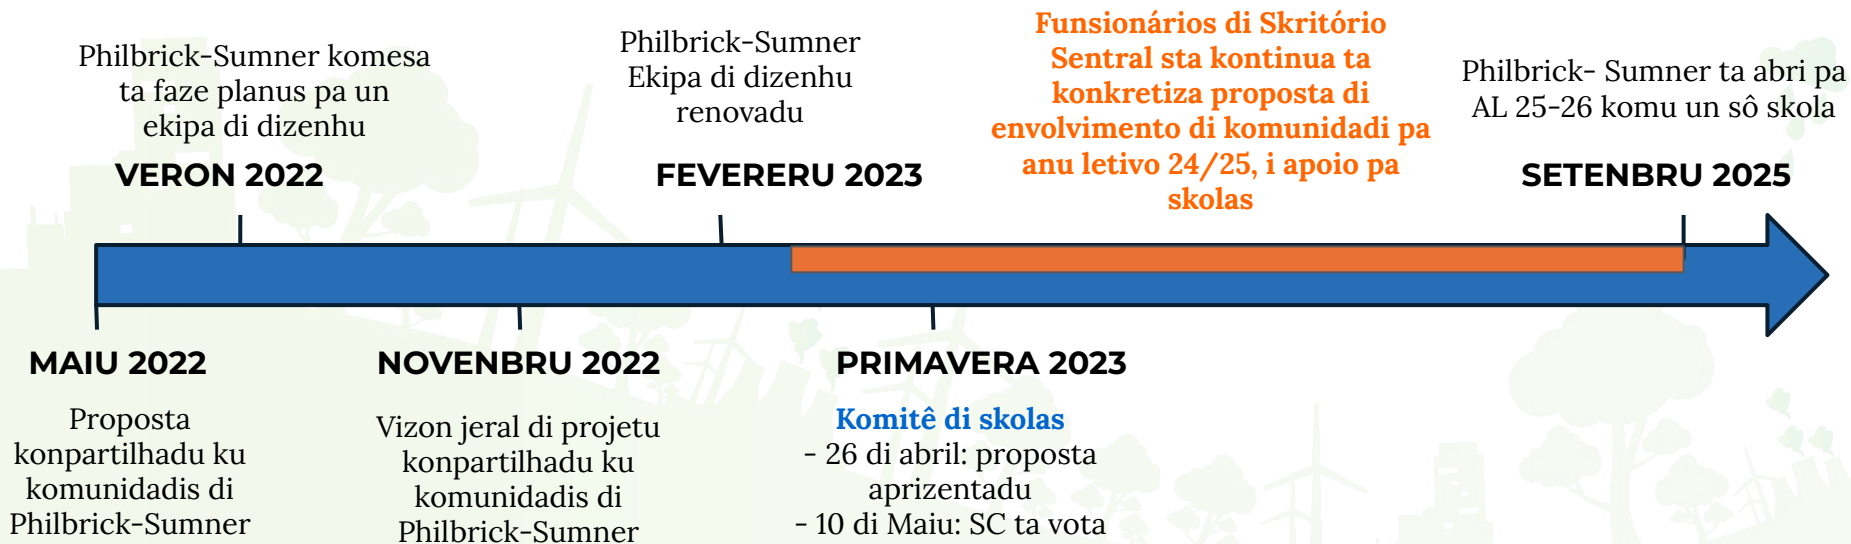 Philbrick-Sumner komesa
ta faze planus pa un
ekipa di dizenhu
VERON 2022
Philbrick-Sumner
Ekipa di dizenhu
renovadu
FEVERERU 2023
Funsionários di Skritório
Sentral sta kontinua ta
konkretiza proposta di
envolvimento di komunidadi pa
anu letivo 24/25, i apoio pa
skolas
Philbrick- Sumner ta abri pa
AL 25-26 komu un sô skola
SETENBRU 2025
MAIU 2022
Proposta
konpartilhadu ku
komunidadis di
Philbrick-Sumner
NOVENBRU 2022
Vizon jeral di projetu
konpartilhadu ku
komunidadis di
Philbrick-Sumner
PRIMAVERA 2023
Komitê di skolas
- 26 di abril: proposta
aprizentadu
- 10 di Maiu: SC ta vota